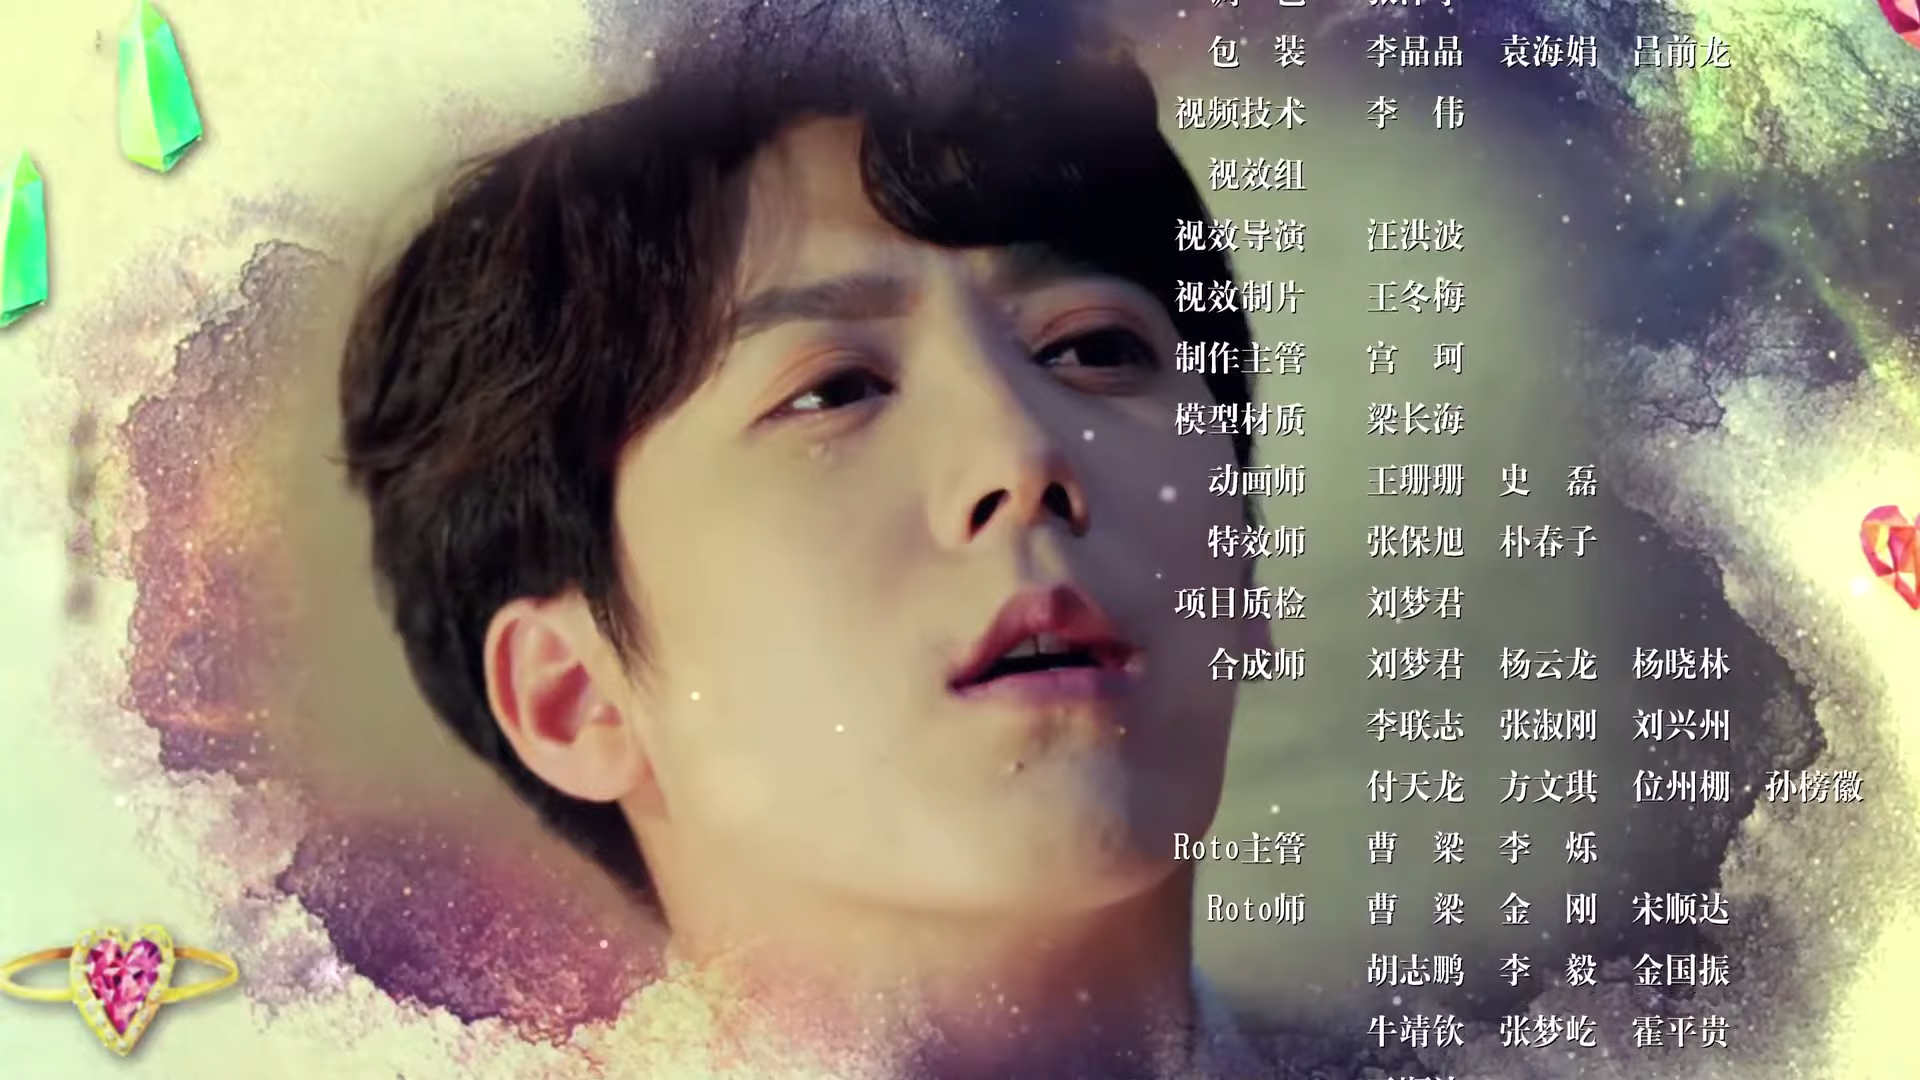 包 装 李晶晶 袁海娟 吕前龙
视频技术 李 伟
视效组
视效导演 汪洪波
视效制片 王冬梅
制作主管 宫 珂
模型材质 梁长海
动画师 王珊珊 史 磊
特效师 张保旭 朴春子
项目质检 刘梦君
合成师 刘梦君 杨云龙 杨晓林
李联志 张淑刚 刘兴州
付天龙 方文琪 位州棚 孙榜徽
Roto主管 曹 梁 李 烁
Roto师 曹 梁 金 刚 宋顺达
胡志鹏 李 毅 金国振
牛靖钦 张梦屹 霍平贵